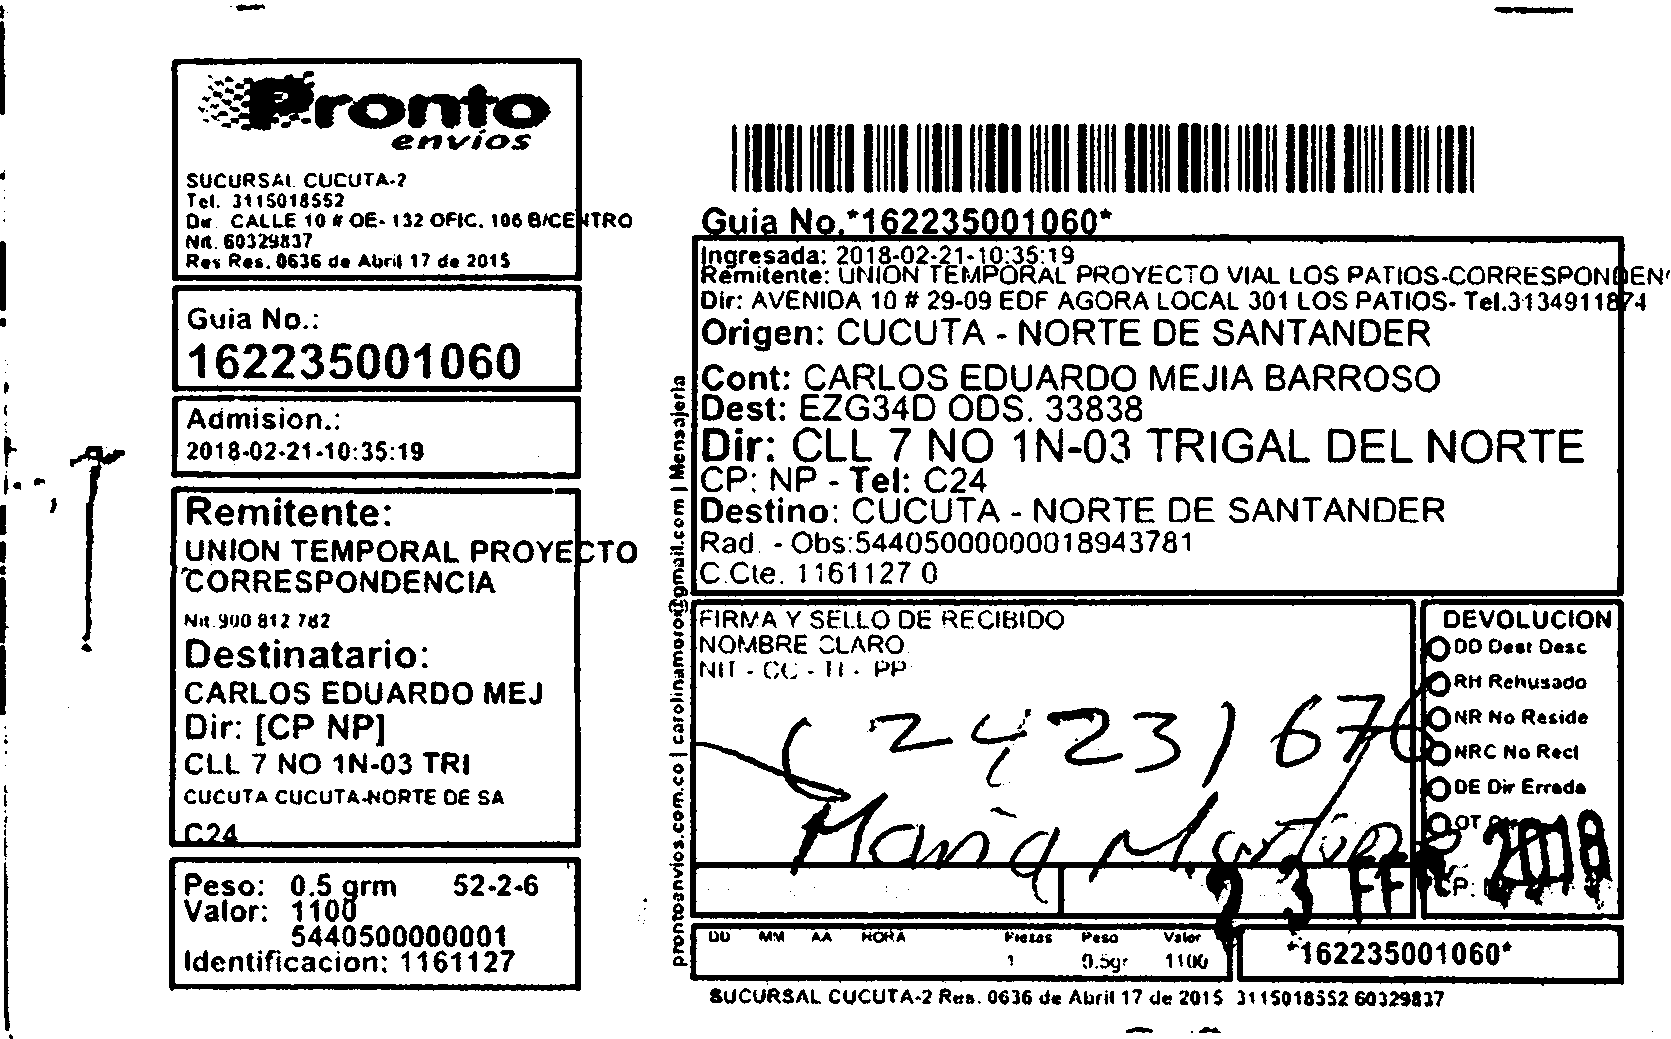 Pronto
envíos
SUCURSAL CUCUTA-2
Tel. 3115018552
Dir. CALLE 10 # OE- 132 OFIC. 106 B/CENTRO
Nit. 60329837
Res Res. 0636 de Abril 17 de 2015
Guia No.:
162235001060
Admision.:
2018-02-21-10:35:19
Remitente:
UNION TEMPORAL PROYECTO
CORRESPONDENCIA
Nit.900 812 782
Destinatario:
CARLOS EDUARDO MEJ
Dir: [CP NP]
CLL 7 NO 1N-03 TRI
CUCUTA CUCUTA-NORTE DE SA
C24
Peso: 0.5 grm 52-2-6
Valor: 1100
5440500000001
Identificacion: 1161127
prontoenvios.com.co | carolinamoro@gmail.com | Mensajeria
Guia No.*162235001060*
Ingresada: 2018-02-21-10:35:19
Remitente: UNION TEMPORAL PROYECTO VIAL LOS PATIOS-CORRESPONDEN
Dir: AVENIDA 10 # 29-09 EDF AGORA LOCAL 301 LOS PATIOS- Tel.3134911874
Origen: CUCUTA - NORTE DE SANTANDER
Cont: CARLOS EDUARDO MEJIA BARROSO
Dest: EZG34D ODS. 33838
Dir: CLL 7 NO 1N-03 TRIGAL DEL NORTE
CP: NP - Tel: C24
Destino: CUCUTA - NORTE DE SANTANDER
Rad. - Obs:54405000000018943781
C.Cte. 1161127 0
FIRMA Y SELLO DE RECIBIDO
NOMBRE CLARO
NIT - CC - TI - PP
(2423) 676
Maria Martinez
23 FEB 2018
DEVOLUCION
DD Dest Desc
RH Rehusado
NR No Reside
NRC No Recl
DE Dir Errada
OT
CP:
DD MM AA HORA Piezas Peso Valor
1 0.5gr 1100
*162235001060*
SUCURSAL CUCUTA-2 Res. 0636 de Abril 17 de 2015 3115018552 60329837